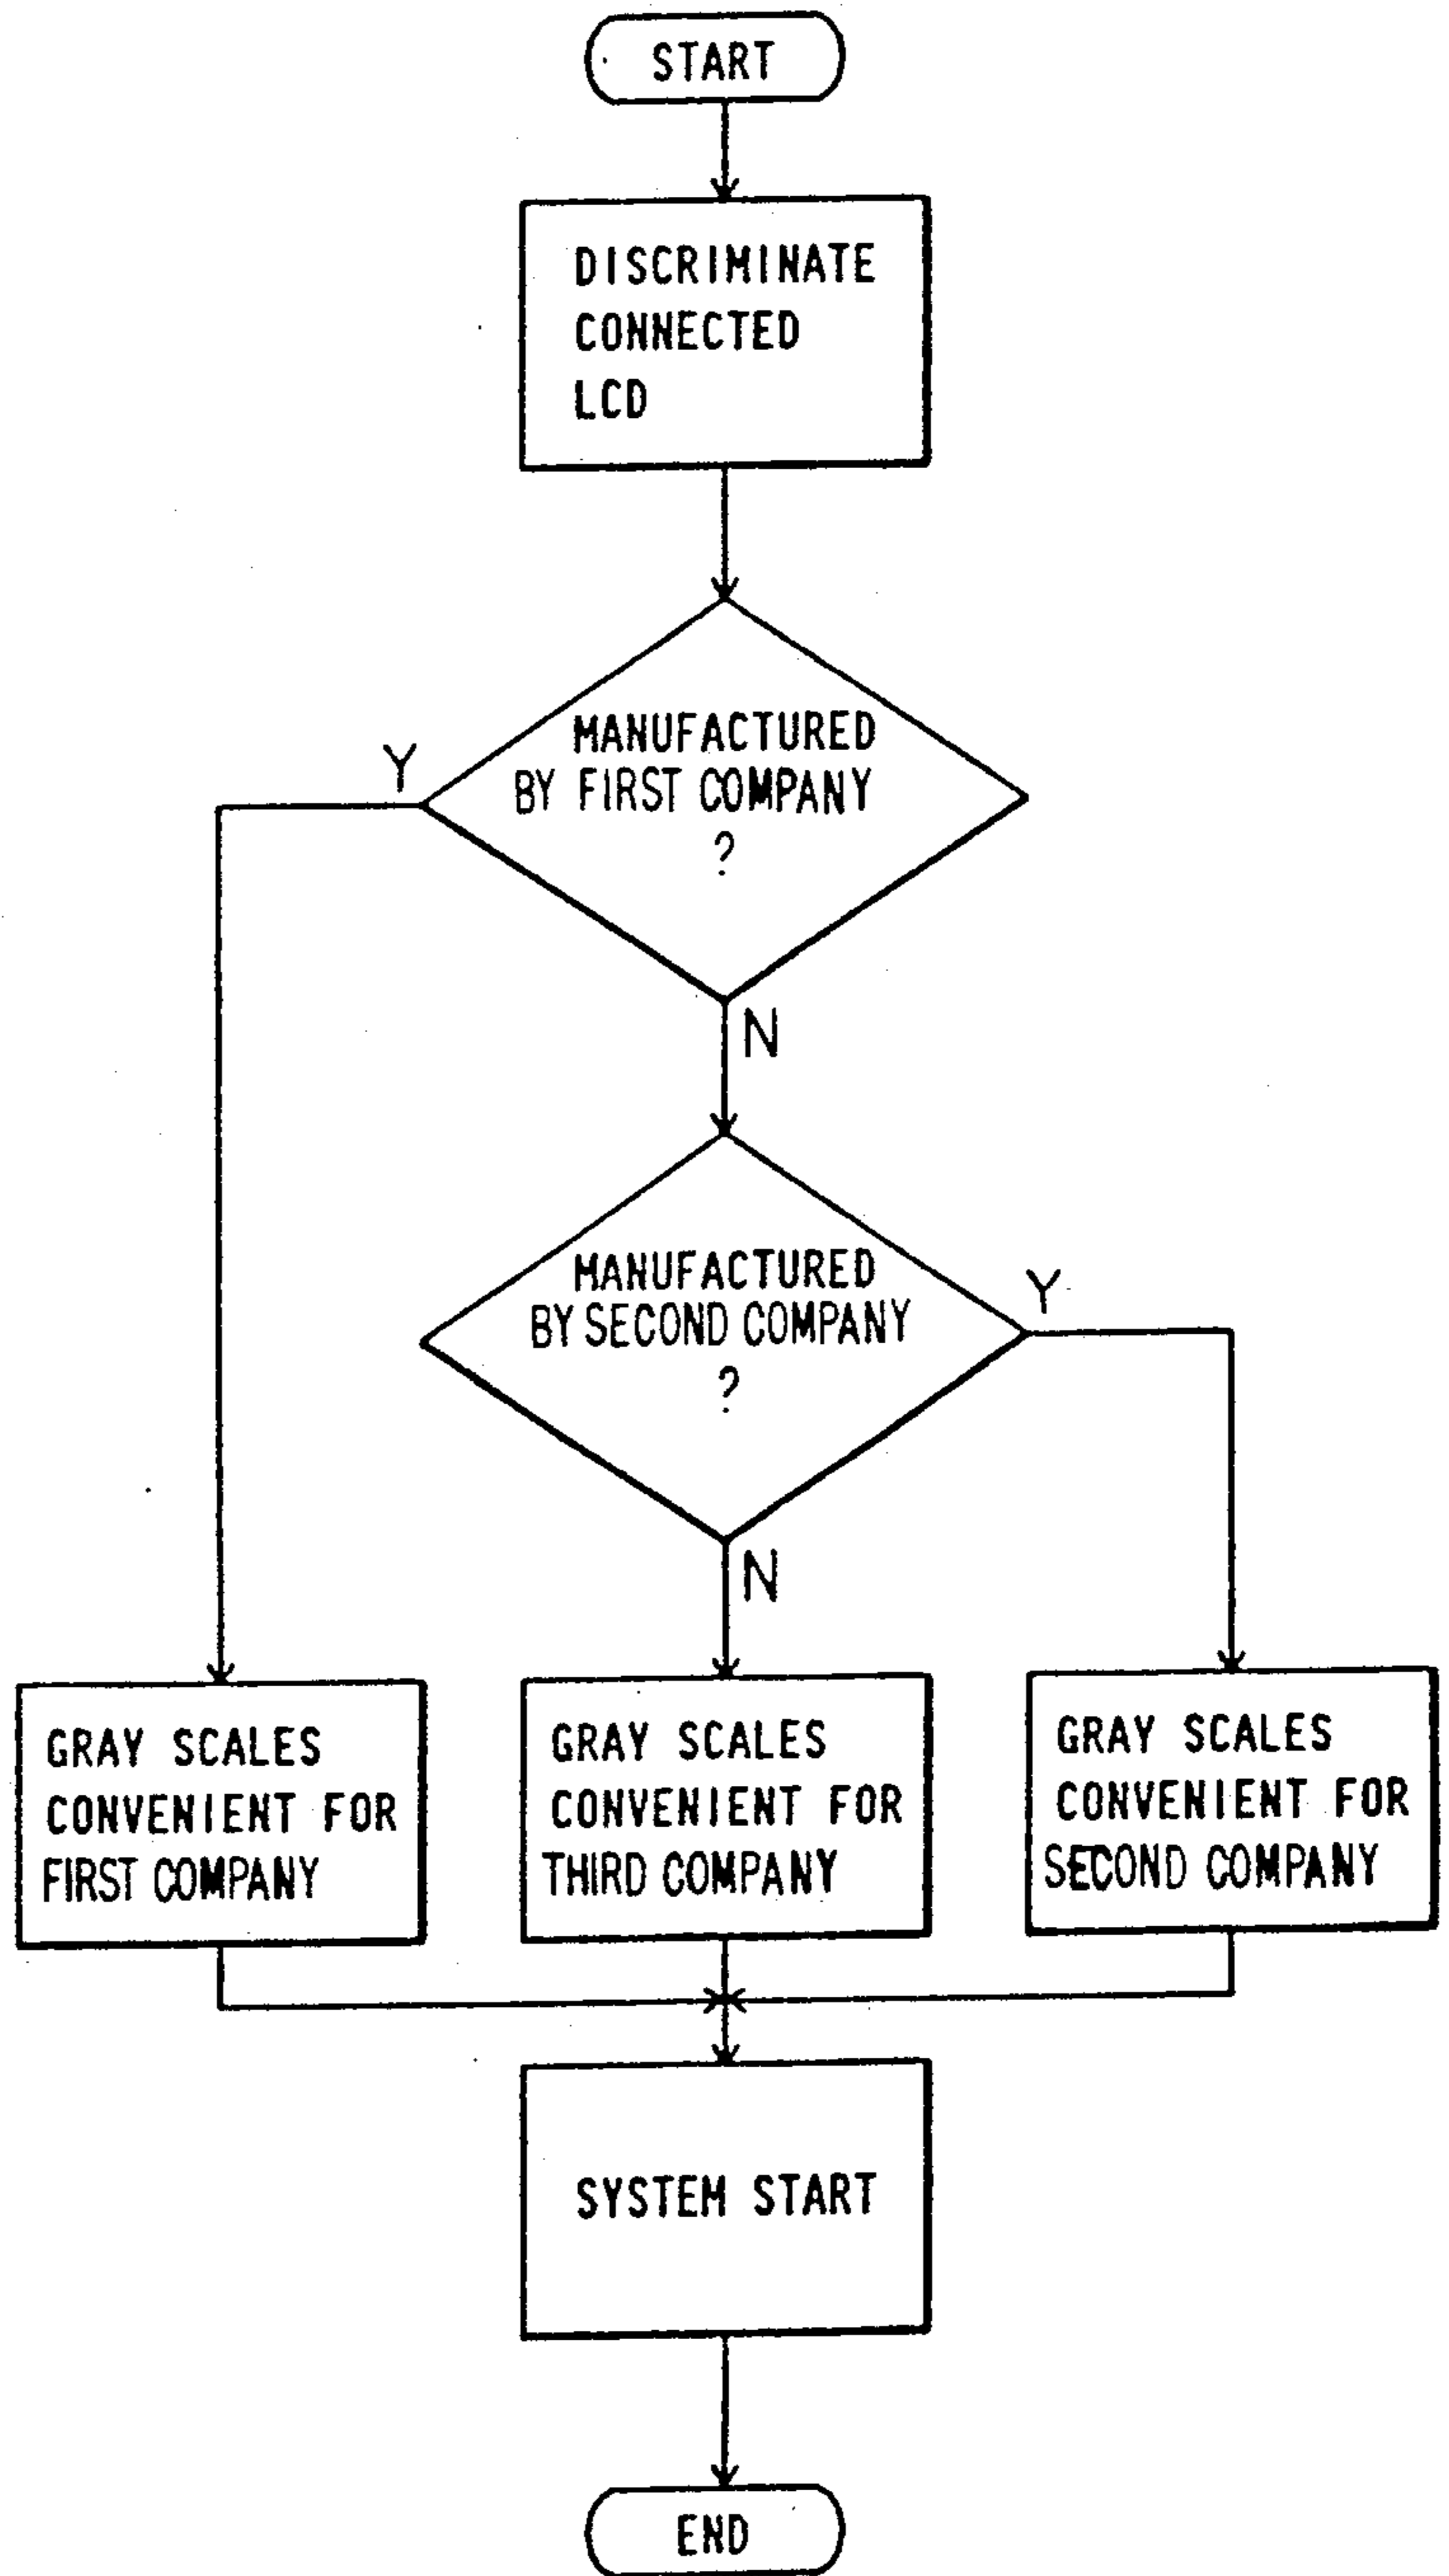 START
DISCRIMINATE
CONNECTED
LCD
MANUFACTURED
BY FIRST COMPANY
?
Y
N
MANUFACTURED
BY SECOND COMPANY
?
Y
N
GRAY SCALES
CONVENIENT FOR
FIRST COMPANY
GRAY SCALES
CONVENIENT FOR
THIRD COMPANY
GRAY SCALES
CONVENIENT FOR
SECOND COMPANY
SYSTEM START
END